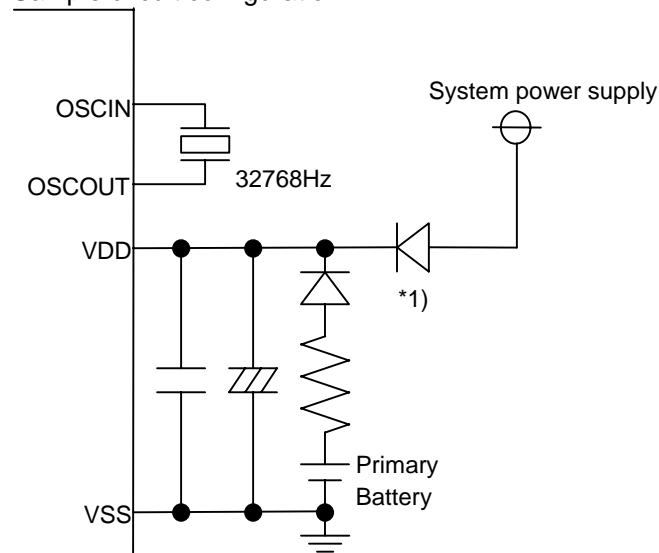 OSCIN
System power supply
OSCOUT
32768Hz
VDD
*1)
Primary
Battery
VSS